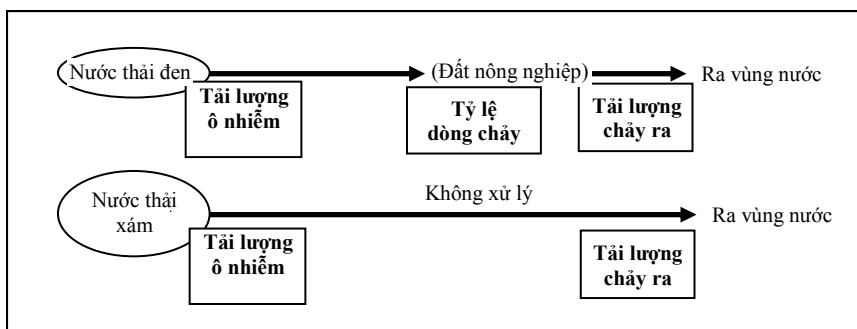 Nước thải đen
(Đất nông nghiệp)
Ra vùng nước
Tải lượng
ô nhiễm
Tỷ lệ
dòng chảy
Tải lượng
chảy ra
Nước thải
xám
Không xử lý
Ra vùng nước
Tải lượng
ô nhiễm
Tải lượng
chảy ra